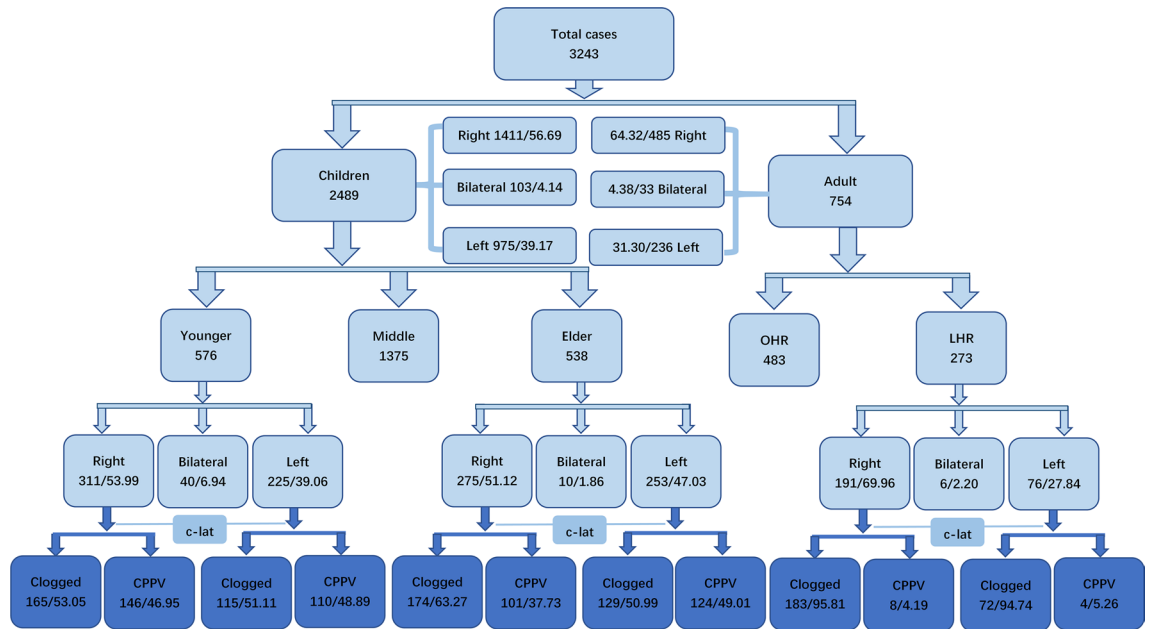 Total cases
3243
Right 1411/56.69
64.32/485 Right
Children
2489
Bilateral 103/4.14
4.38/33 Bilateral
Adult
754
Left 975/39.17
31.30/236 Left
Younger
576
Middle
1375
Elder
538
OHR
483
LHR
273
Right
311/53.99
Bilateral
40/6.94
Left
225/39.06
Right
275/51.12
Bilateral
10/1.86
Left
253/47.03
Right
191/69.96
Bilateral
6/2.20
Left
76/27.84
c-lat
c-lat
c-lat
Clogged
165/53.05
CPPV
146/46.95
Clogged
115/51.11
CPPV
110/48.89
Clogged
174/63.27
CPPV
101/37.73
Clogged
129/50.99
CPPV
124/49.01
Clogged
183/95.81
CPPV
8/4.19
Clogged
72/94.74
CPPV
4/5.26